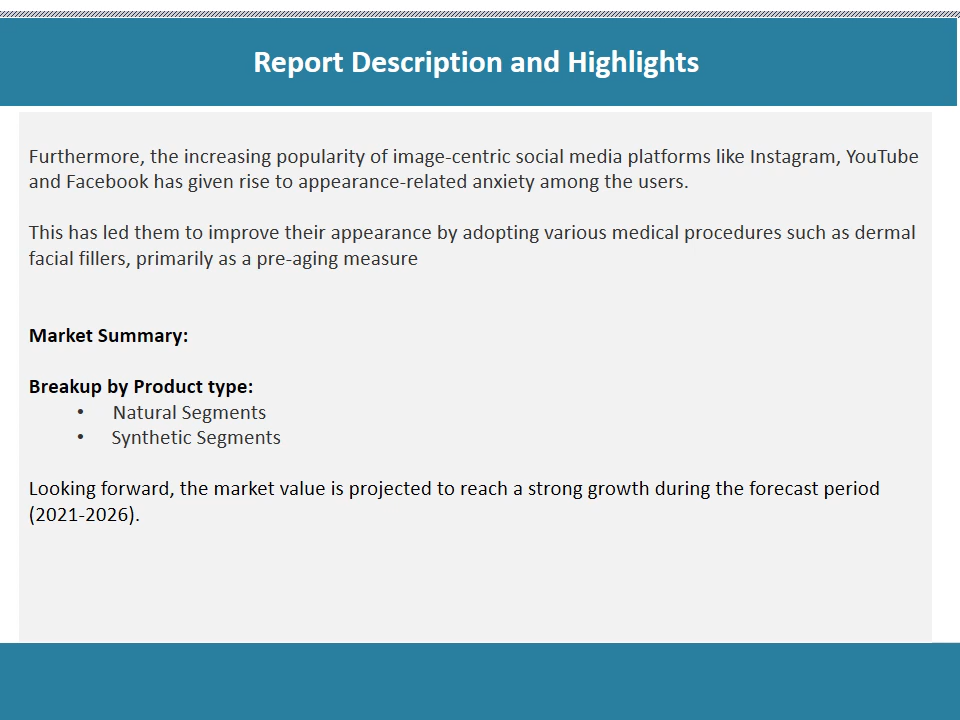 Report Description and Highlights
Furthermore, the increasing popularity of image-centric social media platforms like Instagram, YouTube
and Facebook has given rise to appearance-related anxiety among the users.
This has led them to improve their appearance by adopting various medical procedures such as dermal
facial fillers, primarily as a pre-aging measure
Market Summary:
Breakup by Product type:
• Natural Segments
• Synthetic Segments
Looking forward, the market value is projected to reach a strong growth during the forecast period
(2021-2026).